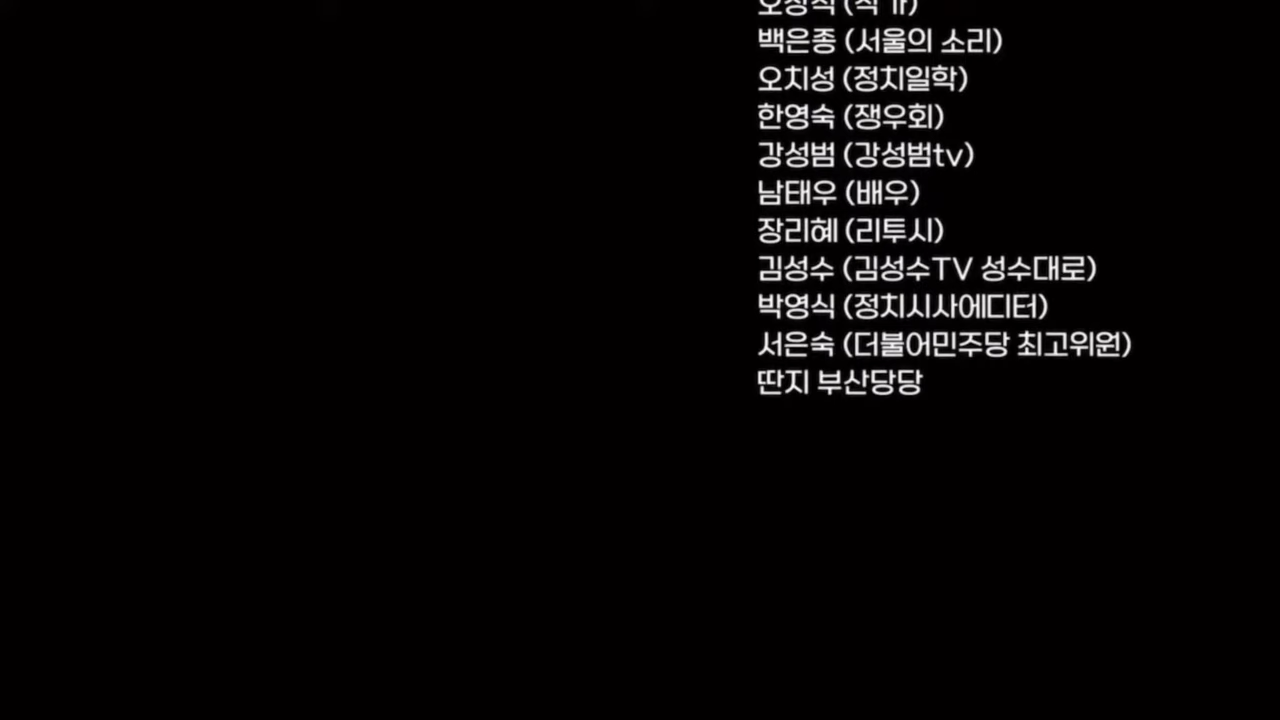 백은종 (서울의 소리)
오치성 (정치일학)
한영숙 (쟁우회)
강성범 (강성범tv)
남태우 (배우)
장리혜 (리투시)
김성수 (김성수TV 성수대로)
박영식 (정치시사에디터)
서은숙 (더불어민주당 최고위원)
딴지 부산당당